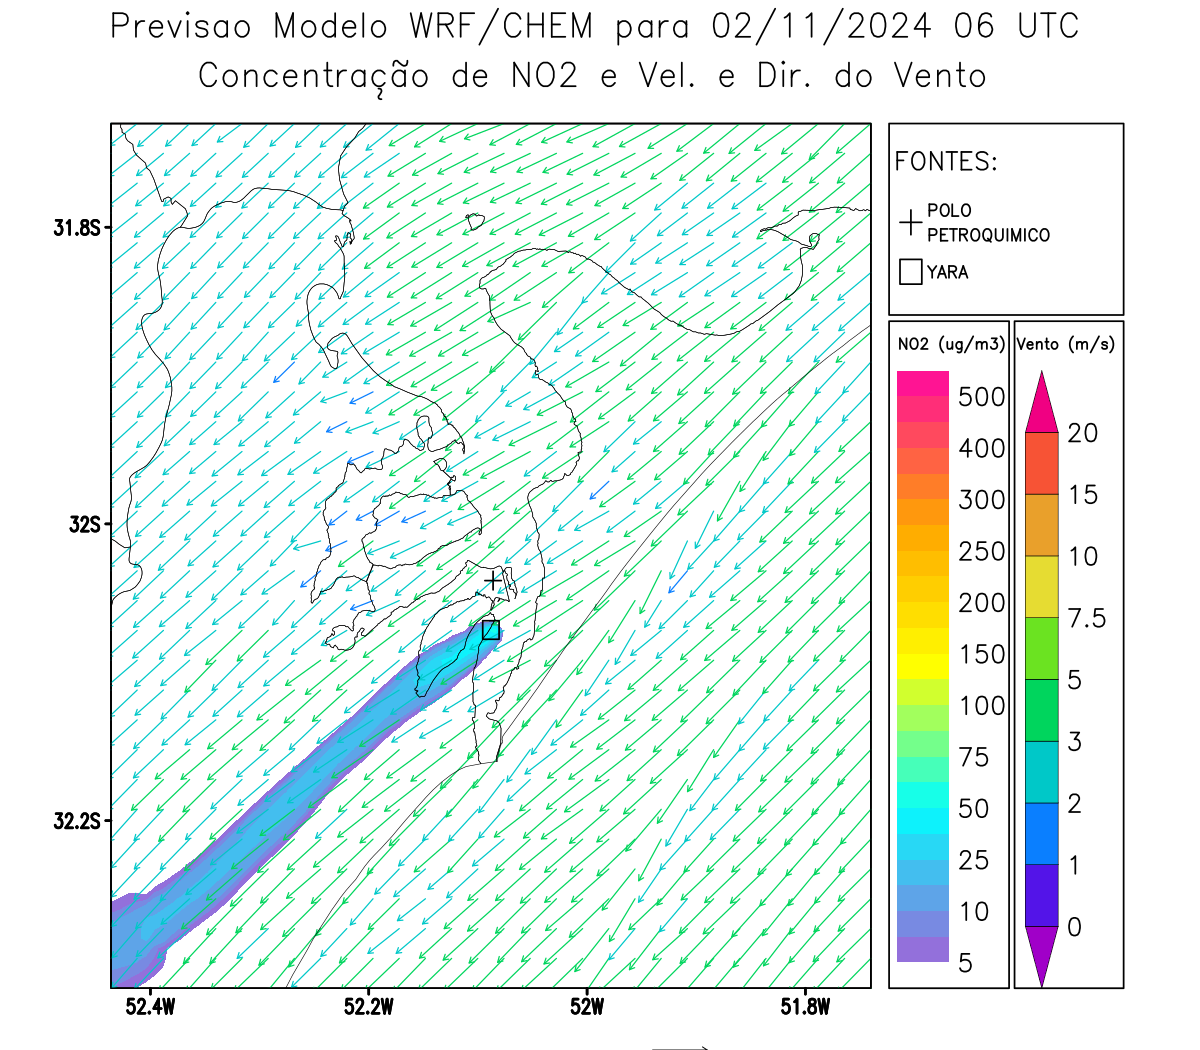 Previsao Modelo WRF/CHEM para 02/11/2024 06 UTC
Concentração de NO2 e Vel. e Dir. do Vento
FONTES:
POLO
PETROQUIMICO
YARA
NO2 (ug/m3)
500
400
300
250
200
150
100
75
50
25
10
5
Vento (m/s)
20
15
10
7.5
5
3
2
1
0
31.8S
32S
32.2S
52.4W
52.2W
52W
51.8W